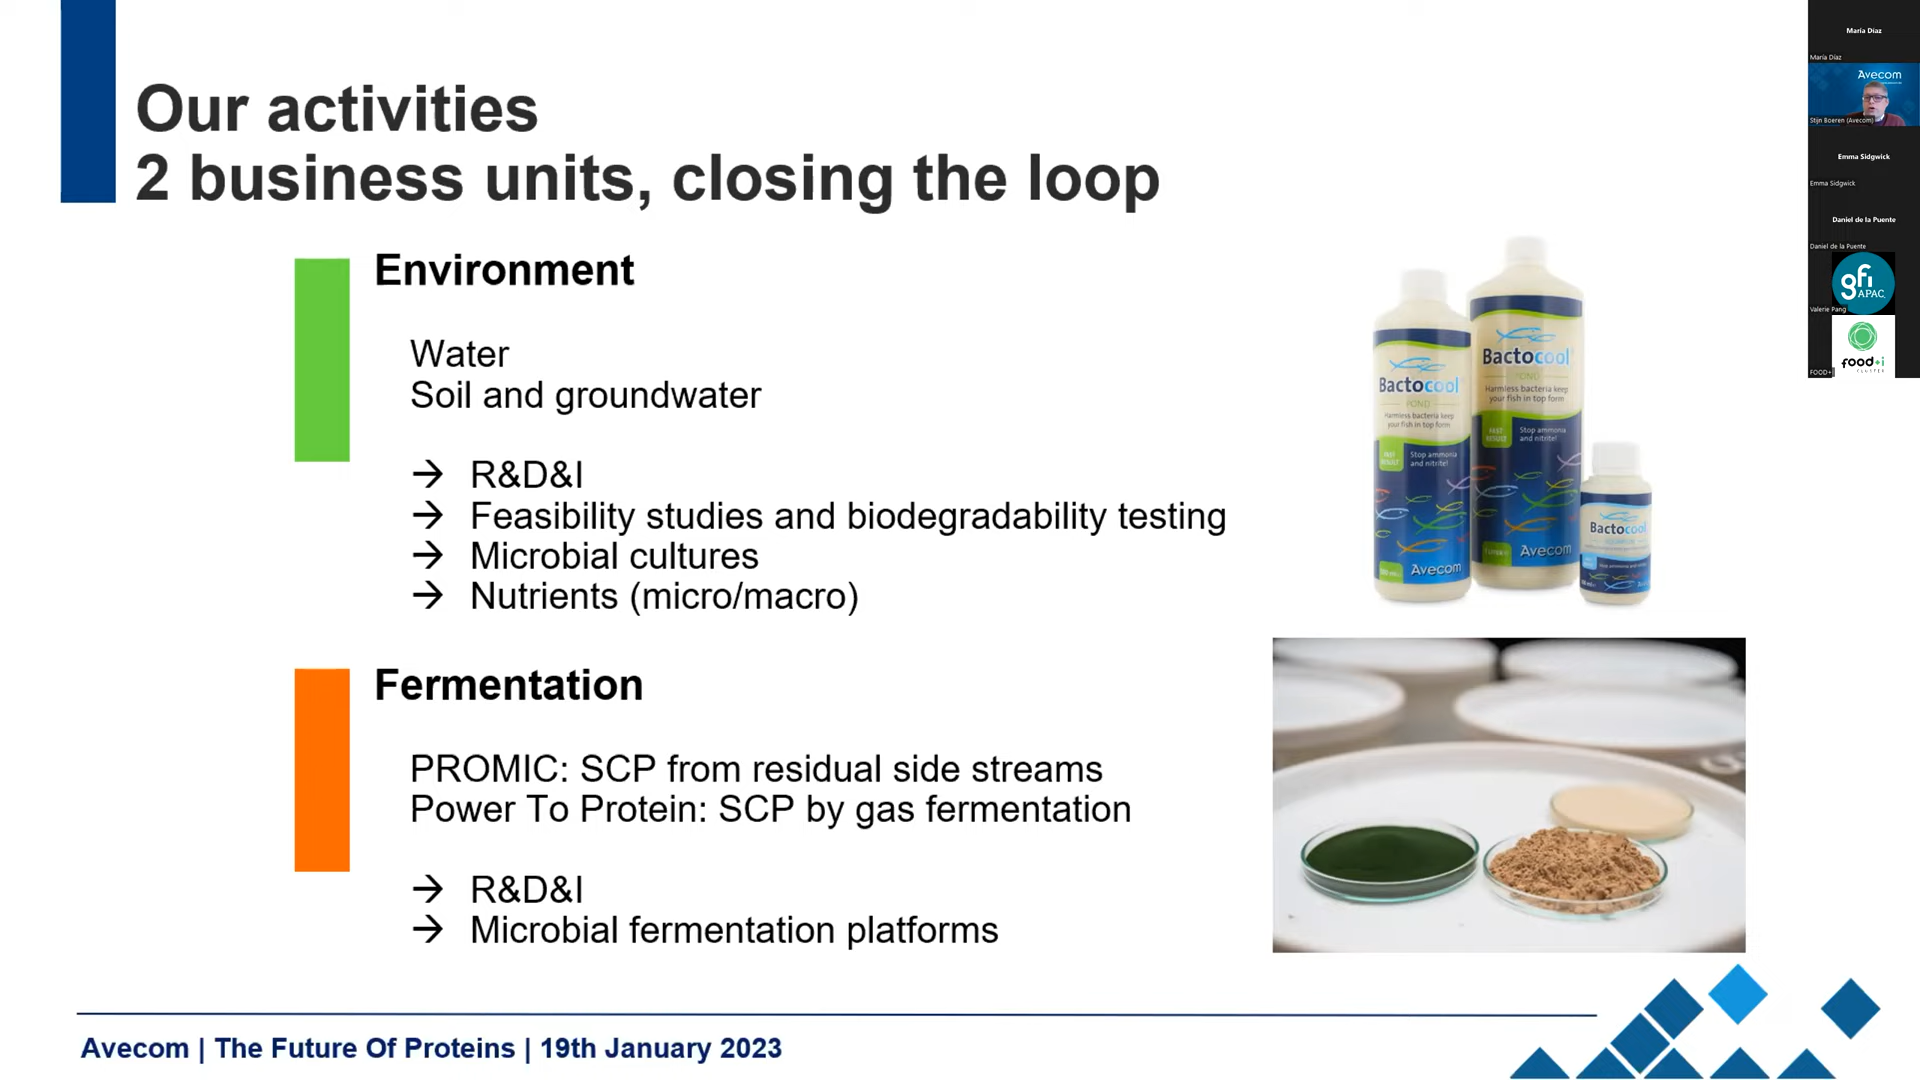 Our activities
2 business units, closing the loop
Environment
Water
Soil and groundwater
→ R&D&I
→ Feasibility studies and biodegradability testing
→ Microbial cultures
→ Nutrients (micro/macro)
Fermentation
PROMIC: SCP from residual side streams
Power To Protein: SCP by gas fermentation
→ R&D&I
→ Microbial fermentation platforms
Bactocool
POND
Harmless bacteria keep
your fish in top form
FAST
RESULT
Stop ammonia
and nitrite!
Avecom
Bactocool
POND
Harmless bacteria keep
your fish in top form
FAST
RESULT
Stop ammonia
and nitrite!
Avecom
Bactocool
Avecom | The Future Of Proteins | 19th January 2023
María Díaz
María Díaz
Avecom
Stijn Boeren (Avecom)
Emma Sidgwick
Emma Sidgwick
Daniel de la Puente
Daniel de la Puente
gfi
APAC
Valerie Pang
food+i
CLUSTER
FOOD+i